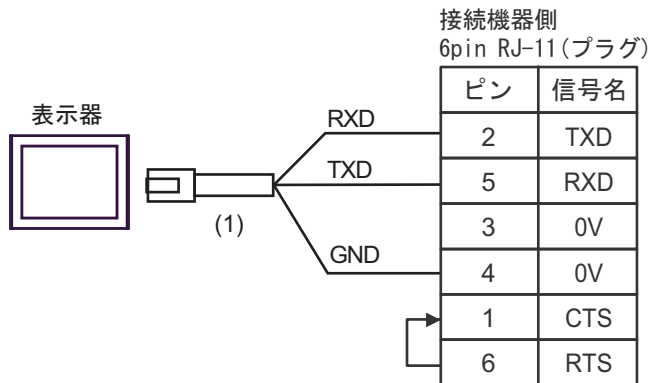 接続機器側
6pin RJ-11(プラグ)
ピン 信号名
表示器
RXD
2 TXD
TXD
5 RXD
(1)
3 0V
GND
4 0V
1 CTS
6 RTS